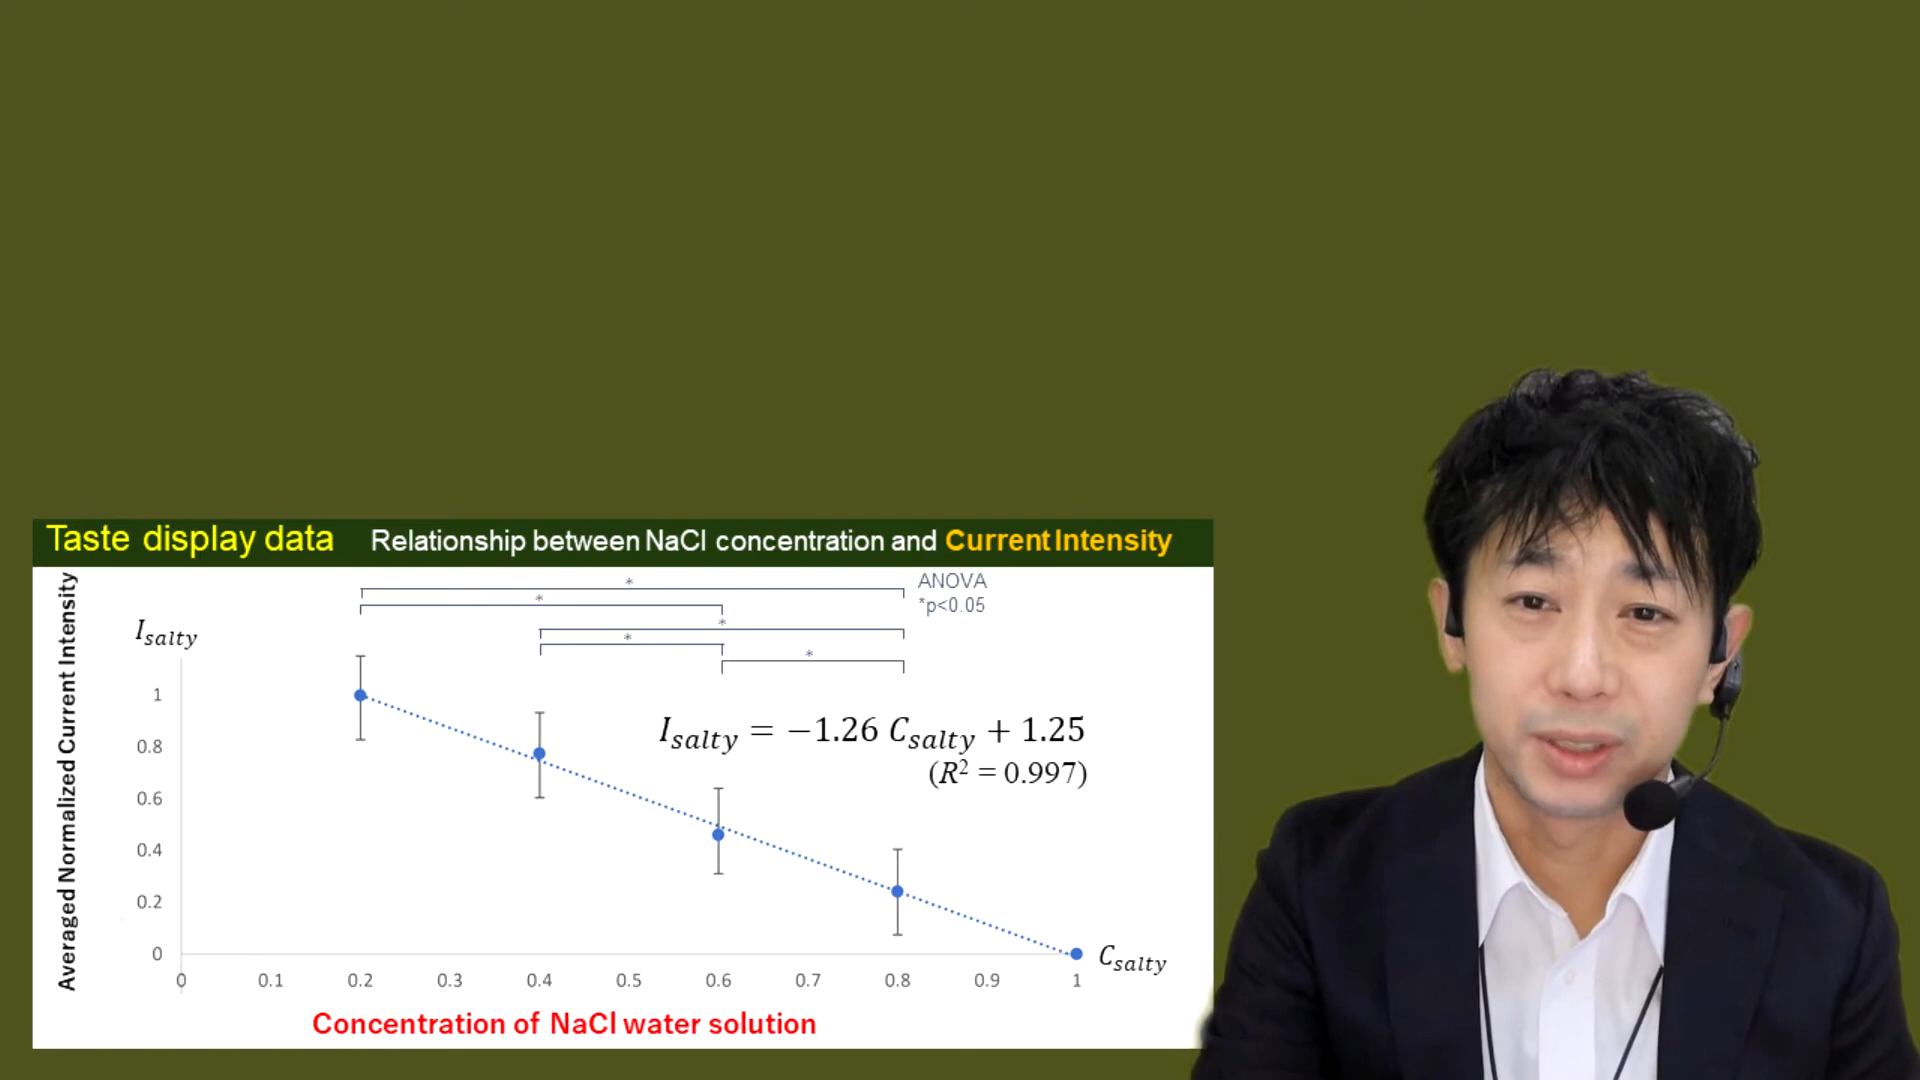 Taste display data Relationship between NaCl concentration and Current Intensity
ANOVA
*p<0.05
*
*
*
*
*
I_salty
Averaged Normalized Current Intensity
1
0.8
0.6
0.4
0.2
0
I_salty = −1.26 C_salty + 1.25
(R² = 0.997)
0 0.1 0.2 0.3 0.4 0.5 0.6 0.7 0.8 0.9 1
C_salty
Concentration of NaCl water solution